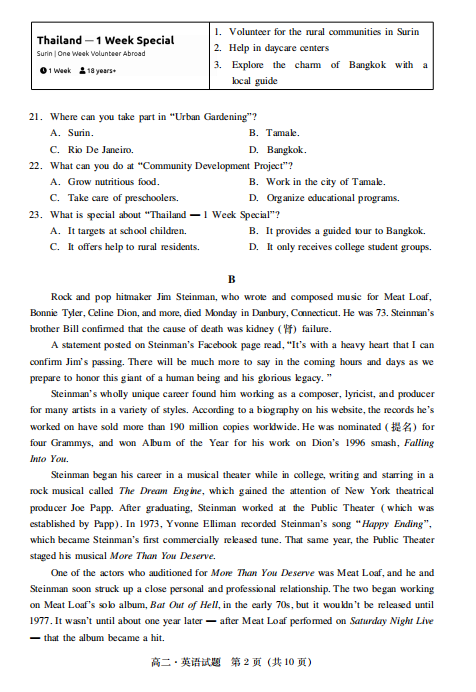 Thailand — 1 Week Special
Surin | One Week Volunteer Abroad
1 Week 18 years+
1. Volunteer for the rural communities in Surin
2. Help in daycare centers
3. Explore the charm of Bangkok with a
local guide
21. Where can you take part in “Urban Gardening”?
A. Surin. B. Tamale.
C. Rio De Janeiro. D. Bangkok.
22. What can you do at “Community Development Project”?
A. Grow nutritious food. B. Work in the city of Tamale.
C. Take care of preschoolers. D. Organize educational programs.
23. What is special about “Thailand — 1 Week Special”?
A. It targets at school children. B. It provides a guided tour to Bangkok.
C. It offers help to rural residents. D. It only receives college student groups.
B
Rock and pop hitmaker Jim Steinman, who wrote and composed music for Meat Loaf,
Bonnie Tyler, Celine Dion, and more, died Monday in Danbury, Connecticut. He was 73. Steinman’s
brother Bill confirmed that the cause of death was kidney (肾) failure.
A statement posted on Steinman’s Facebook page read, “It’s with a heavy heart that I can
confirm Jim’s passing. There will be much more to say in the coming hours and days as we
prepare to honor this giant of a human being and his glorious legacy. ”
Steinman’s wholly unique career found him working as a composer, lyricist, and producer
for many artists in a variety of styles. According to a biography on his website, the records he’s
worked on have sold more than 190 million copies worldwide. He was nominated (提名) for
four Grammys, and won Album of the Year for his work on Dion’s 1996 smash, Falling
Into You.
Steinman began his career in a musical theater while in college, writing and starring in a
rock musical called The Dream Engine, which gained the attention of New York theatrical
producer Joe Papp. After graduating, Steinman worked at the Public Theater (which was
established by Papp). In 1973, Yvonne Elliman recorded Steinman’s song “Happy Ending”,
which became Steinman’s first commercially released tune. That same year, the Public Theater
staged his musical More Than You Deserve.
One of the actors who auditioned for More Than You Deserve was Meat Loaf, and he and
Steinman soon struck up a close personal and professional relationship. The two began working
on Meat Loaf’s solo album, Bat Out of Hell, in the early 70s, but it wouldn’t be released until
1977. It wasn’t until about one year later — after Meat Loaf performed on Saturday Night Live
— that the album became a hit.
高二·英语试题 第 2 页 (共 10 页)